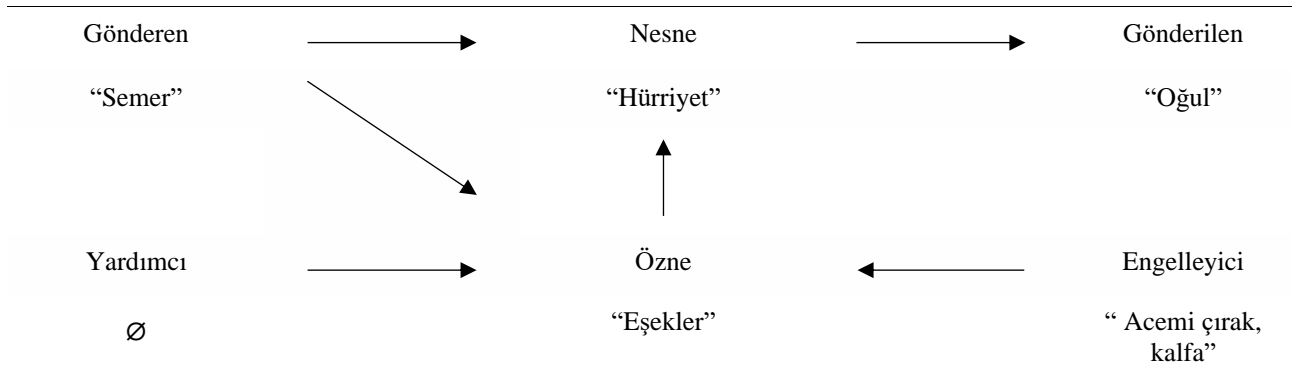 Gönderen Nesne Gönderilen
“Semer” “Hürriyet” “Oğul”
Yardımcı Özne Engelleyici
∅ “Eşekler” “ Acemi çırak,
kalfa”